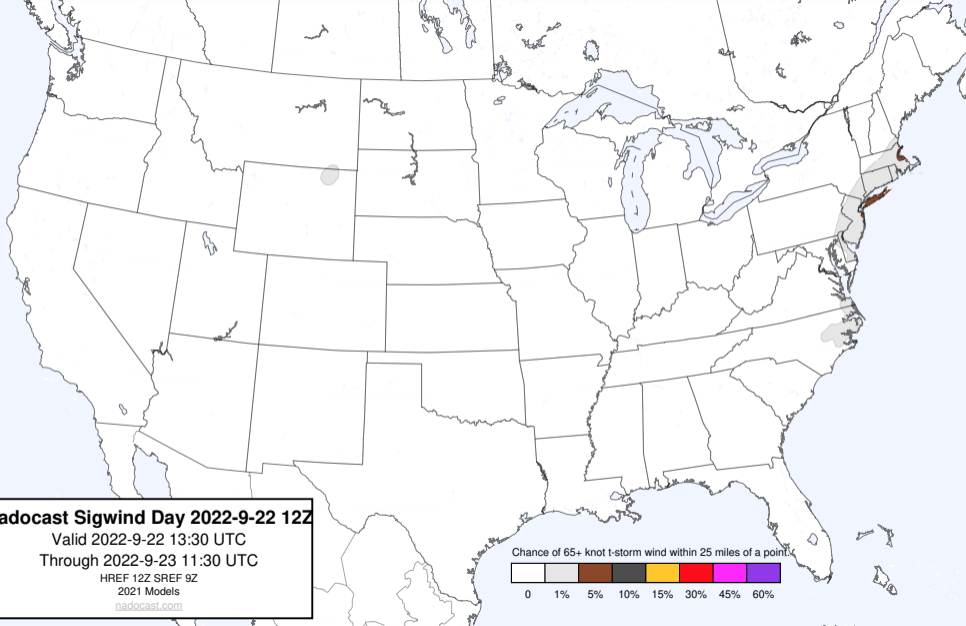 adocast Sigwind Day 2022-9-22 12Z
Valid 2022-9-22 13:30 UTC
Through 2022-9-23 11:30 UTC
HREF 12Z SREF 9Z
2021 Models
nadocast.com
Chance of 65+ knot t-storm wind within 25 miles of a point.
0 1% 5% 10% 15% 30% 45% 60%